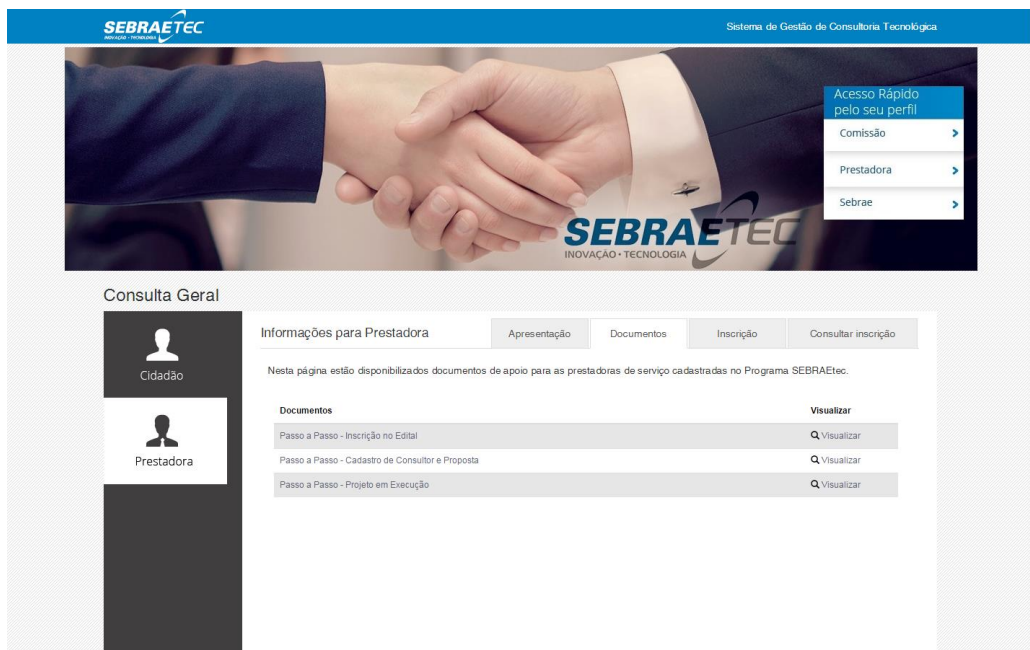 SEBRAETEC
INOVAÇÃO • TECNOLOGIA
Sistema de Gestão de Consultoria Tecnológica
Acesso Rápido
pelo seu perfil
Comissão
Prestadora
Sebrae
SEBRAETEC
INOVAÇÃO • TECNOLOGIA
Consulta Geral
Cidadão
Prestadora
Informações para Prestadora
Apresentação
Documentos
Inscrição
Consultar inscrição
Nesta página estão disponibilizados documentos de apoio para as prestadoras de serviço cadastradas no Programa SEBRAEtec.
Documentos Visualizar
Passo a Passo - Inscrição no Edital Visualizar
Passo a Passo - Cadastro de Consultor e Proposta Visualizar
Passo a Passo - Projeto em Execução Visualizar